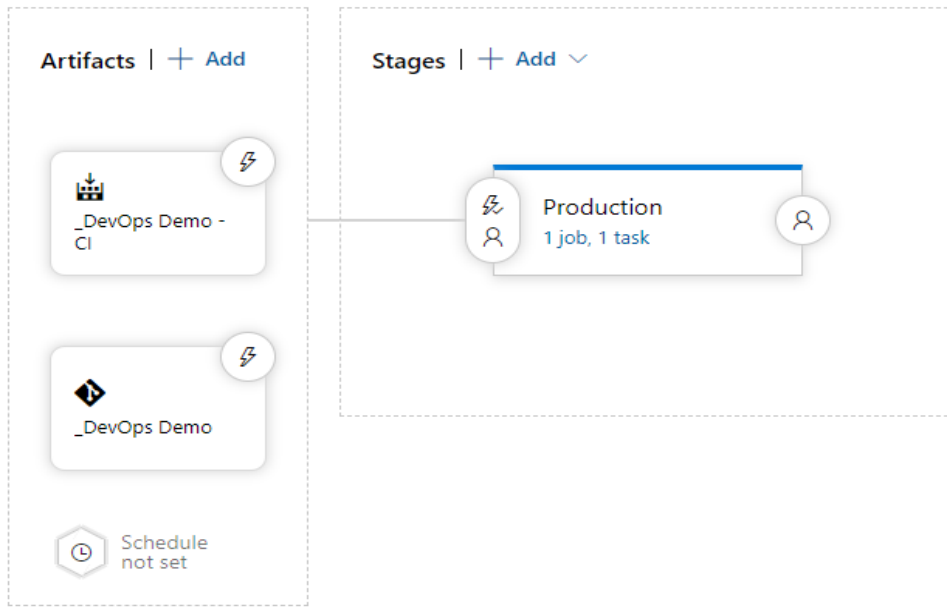 Artifacts | + Add
Stages | + Add
_DevOps Demo -
CI
Production
1 job, 1 task
_DevOps Demo
Schedule
not set